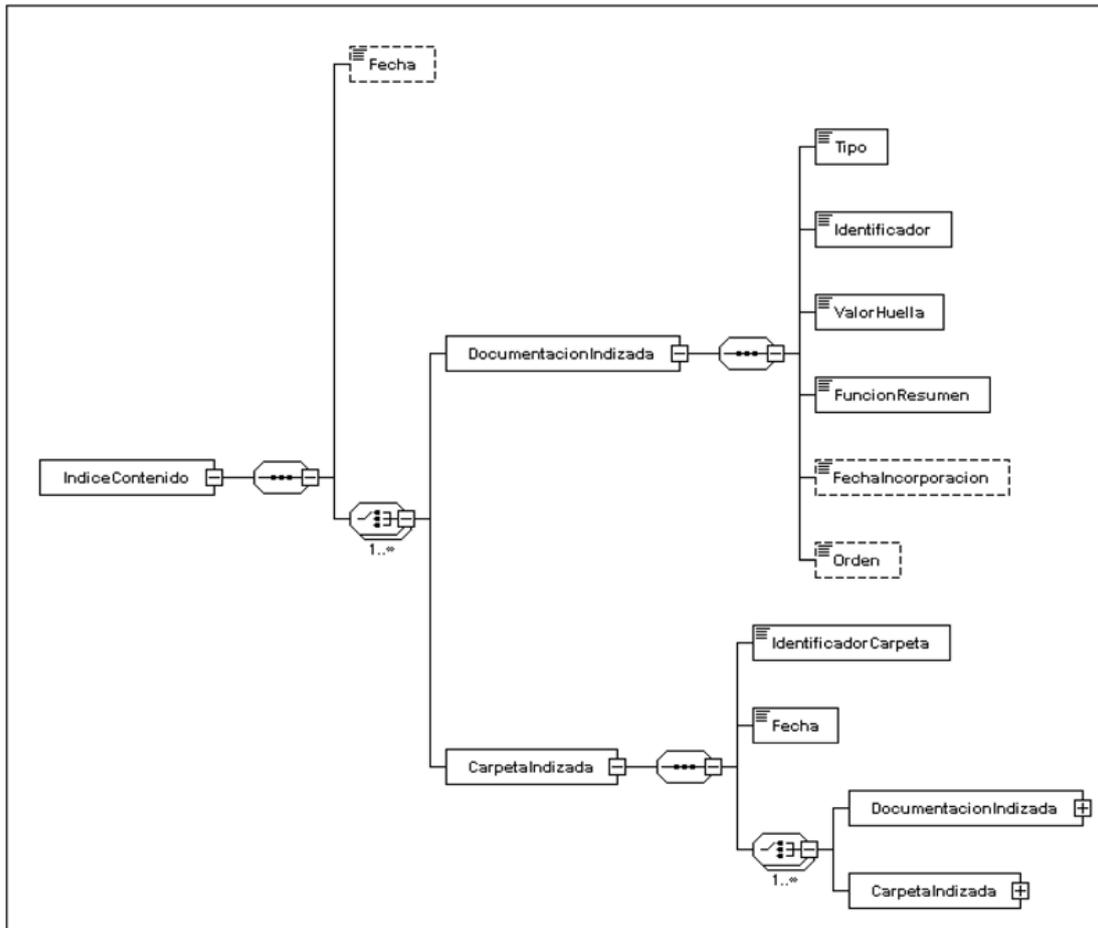 Fecha
Tipo
Identificador
ValorHuella
DocumentacionIndizada
FuncionResumen
IndiceContenido
FechaIncorporacion
1..∞
Orden
IdentificadorCarpeta
Fecha
CarpetaIndizada
DocumentacionIndizada
1..∞
CarpetaIndizada